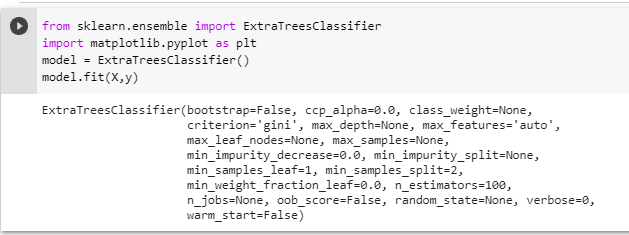 from sklearn.ensemble import ExtraTreesClassifier
import matplotlib.pyplot as plt
model = ExtraTreesClassifier()
model.fit(X,y)
ExtraTreesClassifier(bootstrap=False, ccp_alpha=0.0, class_weight=None,
criterion='gini', max_depth=None, max_features='auto',
max_leaf_nodes=None, max_samples=None,
min_impurity_decrease=0.0, min_impurity_split=None,
min_samples_leaf=1, min_samples_split=2,
min_weight_fraction_leaf=0.0, n_estimators=100,
n_jobs=None, oob_score=False, random_state=None, verbose=0,
warm_start=False)